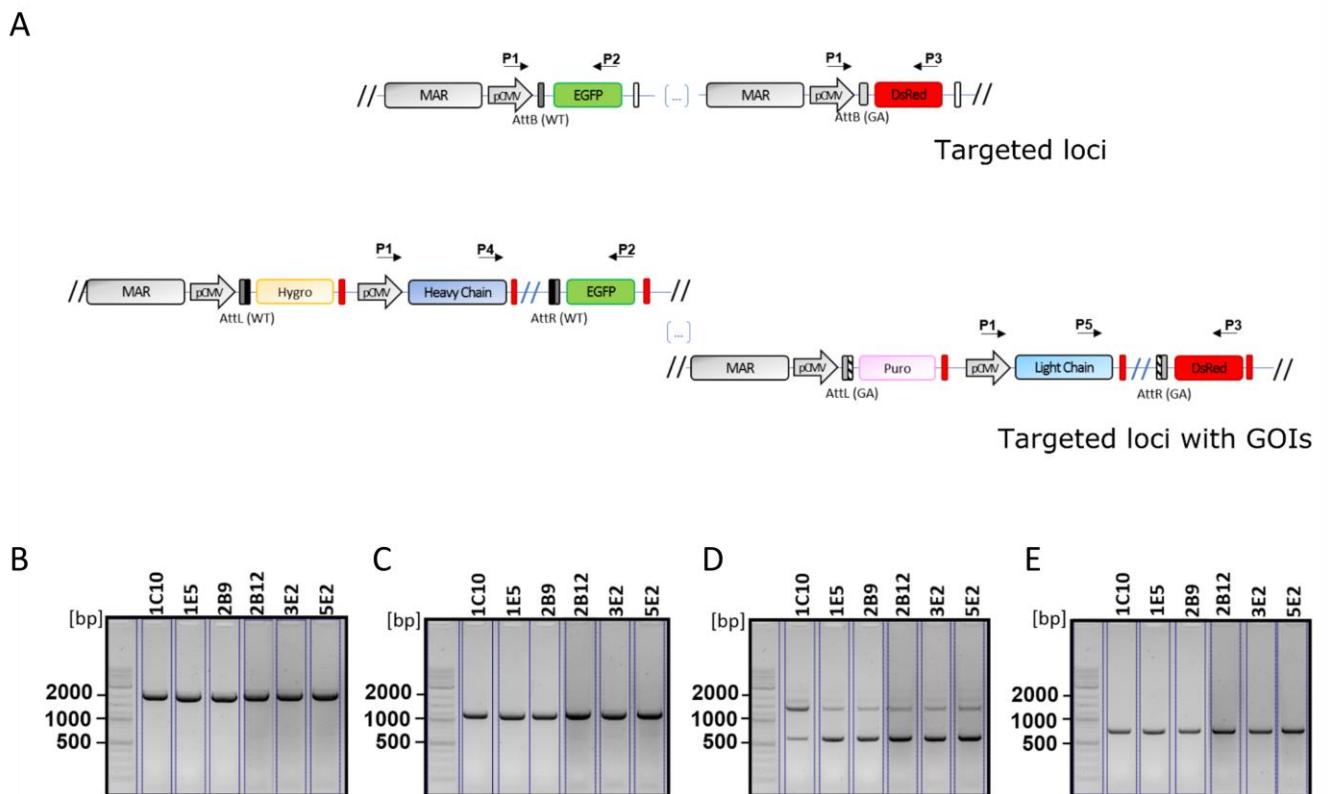 A
P1 P2 P1 P3
// MAR pCMV EGFP [...] MAR pCMV DsRed //
AttB (WT) AttB (GA)
Targeted loci
P1 P4 P2
// MAR pCMV Hygro pCMV Heavy Chain // EGFP //
AttL (WT) AttR (WT)
[...]
P1 P5 P3
// MAR pCMV Puro pCMV Light Chain // DsRed //
AttL (GA) AttR (GA)
Targeted loci with GOIs
B
1C10 1E5 2B9 2B12 3E2 5E2
[bp]
2000
1000
500
C
1C10 1E5 2B9 2B12 3E2 5E2
[bp]
2000
1000
500
D
1C10 1E5 2B9 2B12 3E2 5E2
[bp]
2000
1000
500
E
1C10 1E5 2B9 2B12 3E2 5E2
[bp]
2000
1000
500